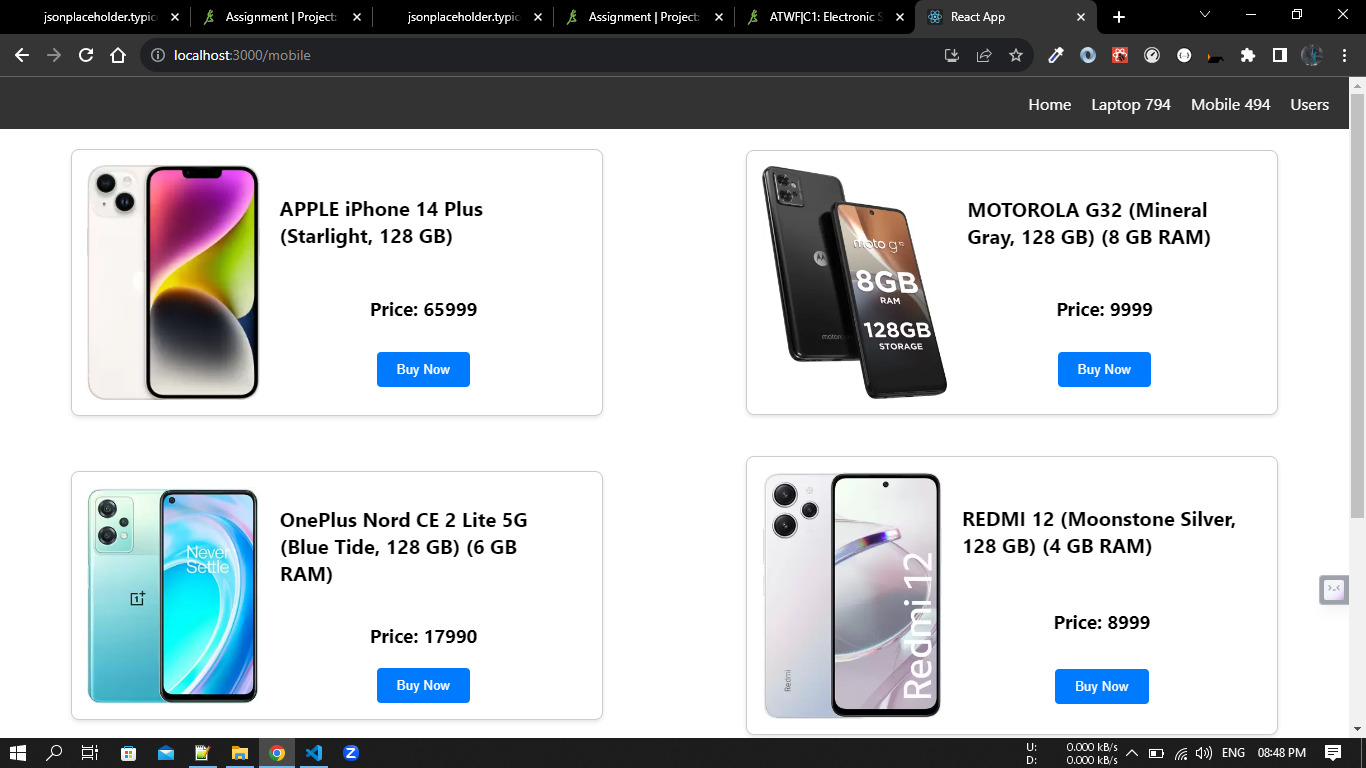 jsonplaceholder.typic
Assignment | Project:
jsonplaceholder.typic
Assignment | Project:
ATWF|C1: Electronic S
React App
localhost:3000/mobile
Home Laptop 794 Mobile 494 Users
APPLE iPhone 14 Plus
(Starlight, 128 GB)
Price: 65999
Buy Now
moto g32
8GB
RAM
128GB
STORAGE
motorola
MOTOROLA G32 (Mineral
Gray, 128 GB) (8 GB RAM)
Price: 9999
Buy Now
Never
Settle
OnePlus Nord CE 2 Lite 5G
(Blue Tide, 128 GB) (6 GB
RAM)
Price: 17990
Buy Now
Redmi
Redmi 12
REDMI 12 (Moonstone Silver,
128 GB) (4 GB RAM)
Price: 8999
Buy Now
U: 0.000 kB/s
D: 0.000 kB/s
ENG 08:48 PM